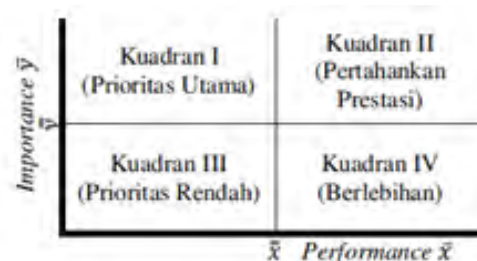 Kuadran I
(Prioritas Utama)
Kuadran II
(Pertahankan
Prestasi)
Kuadran III
(Prioritas Rendah)
Kuadran IV
(Berlebihan)
Importance ȳ
y̿
x̿ Performance x̄